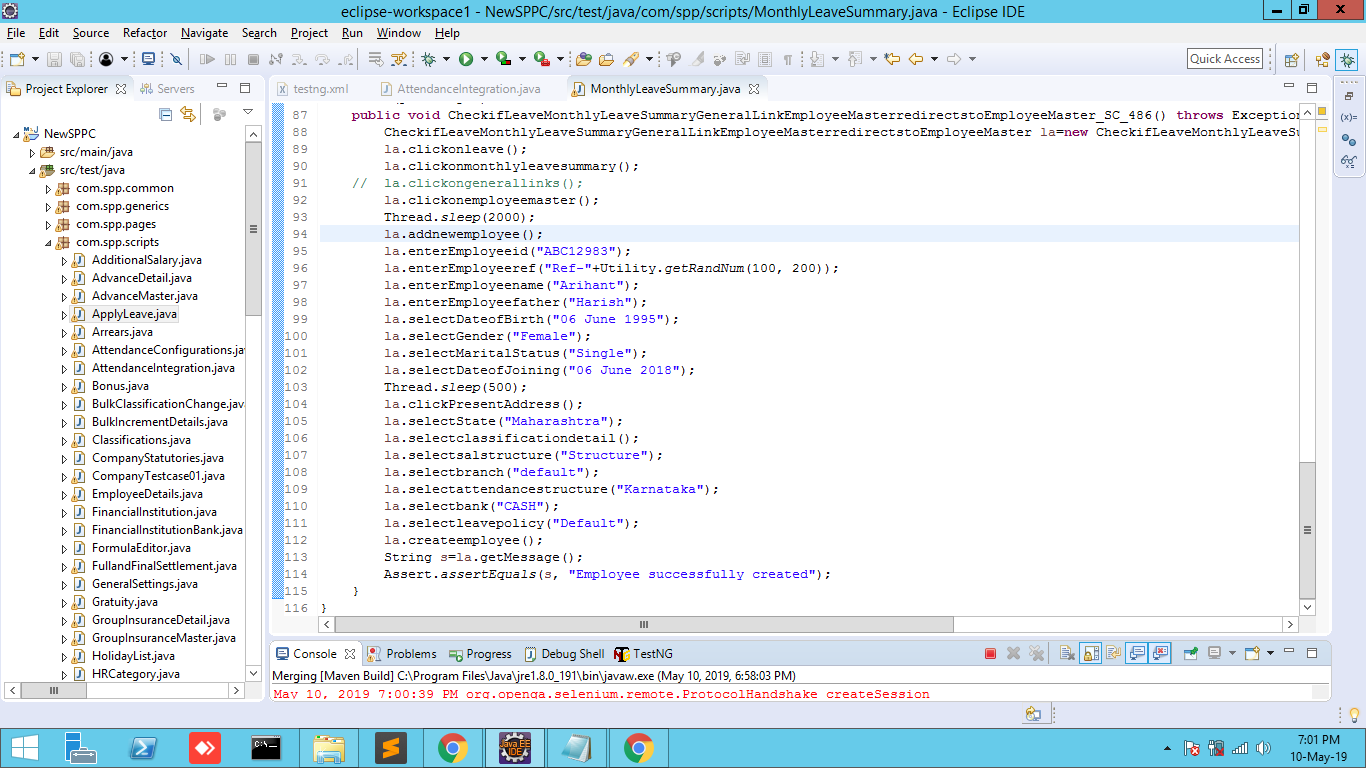 eclipse-workspace1 - NewSPPC/src/test/java/com/spp/scripts/MonthlyLeaveSummary.java - Eclipse IDE
File Edit Source Refactor Navigate Search Project Run Window Help
Quick Access
Project Explorer Servers
testng.xml AttendanceIntegration.java MonthlyLeaveSummary.java
NewSPPC
src/main/java
src/test/java
com.spp.common
com.spp.generics
com.spp.pages
com.spp.scripts
AdditionalSalary.java
AdvanceDetail.java
AdvanceMaster.java
ApplyLeave.java
Arrears.java
AttendanceConfigurations.jav
AttendanceIntegration.java
Bonus.java
BulkClassificationChange.java
BulkIncrementDetails.java
Classifications.java
CompanyStatutories.java
CompanyTestcase01.java
EmployeeDetails.java
FinancialInstitution.java
FinancialInstitutionBank.java
FormulaEditor.java
FullandFinalSettlement.java
GeneralSettings.java
Gratuity.java
GroupInsuranceDetail.java
GroupInsuranceMaster.java
HolidayList.java
HRCategory.java
87 public void CheckifLeaveMonthlyLeaveSummaryGeneralLinkEmployeeMasterredirectstoEmployeeMaster_SC_486() throws Exception
88 CheckifLeaveMonthlyLeaveSummaryGeneralLinkEmployeeMasterredirectstoEmployeeMaster la=new CheckifLeaveMonthlyLeaveSu
89 la.clickonleave();
90 la.clickonmonthlyleavesummary();
91 // la.clickongenerallinks();
92 la.clickonemployeemaster();
93 Thread.sleep(2000);
94 la.addnewemployee();
95 la.enterEmployeeid("ABC12983");
96 la.enterEmployeeref("Ref-"+Utility.getRandNum(100, 200));
97 la.enterEmployeename("Arihant");
98 la.enterEmployeefather("Harish");
99 la.selectDateofBirth("06 June 1995");
100 la.selectGender("Female");
101 la.selectMaritalStatus("Single");
102 la.selectDateofJoining("06 June 2018");
103 Thread.sleep(500);
104 la.clickPresentAddress();
105 la.selectState("Maharashtra");
106 la.selectclassificationdetail();
107 la.selectsalstructure("Structure");
108 la.selectbranch("default");
109 la.selectattendancestructure("Karnataka");
110 la.selectbank("CASH");
111 la.selectleavepolicy("Default");
112 la.createemployee();
113 String s=la.getMessage();
114 Assert.assertEquals(s, "Employee successfully created");
115 }
116 }
Console Problems Progress Debug Shell TestNG
Merging [Maven Build] C:\Program Files\Java\jre1.8.0_191\bin\javaw.exe (May 10, 2019, 6:58:03 PM)
May 10, 2019 7:00:39 PM org.openqa.selenium.remote.ProtocolHandshake createSession
Java EE
IDE
7:01 PM
10-May-19